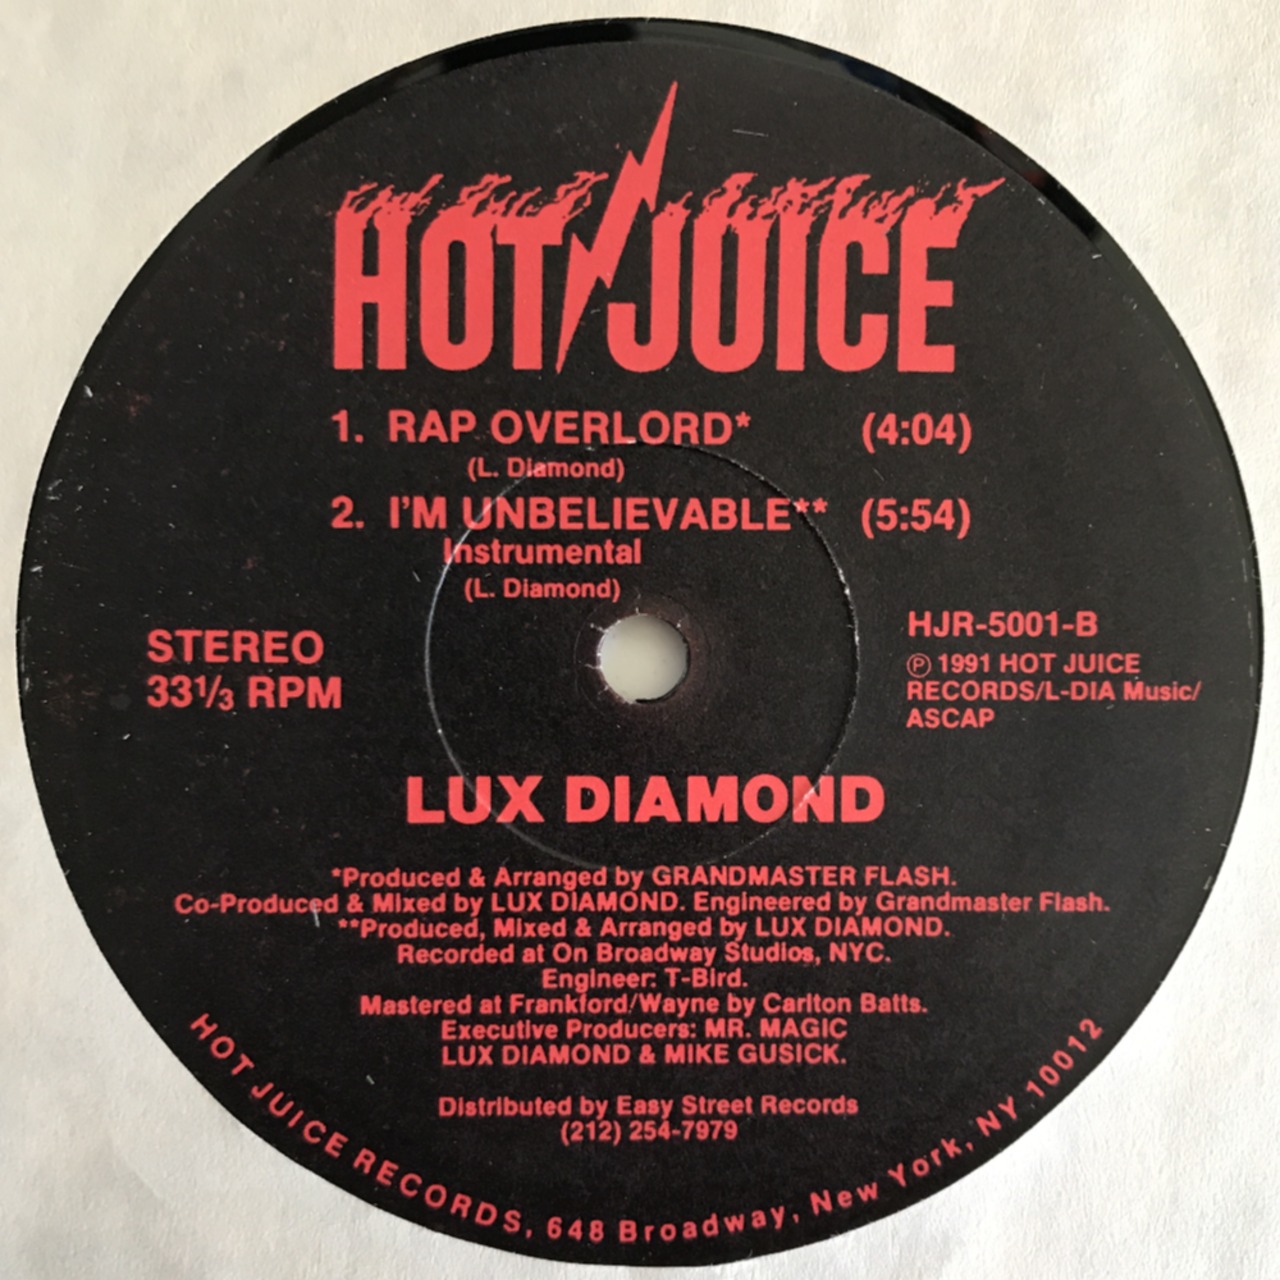 HOT JUICE
1. RAP OVERLORD* (4:04)
(L. Diamond)
2. I'M UNBELIEVABLE** (5:54)
Instrumental
(L. Diamond)
STEREO
33 1/3 RPM
HJR-5001-B
Ⓟ 1991 HOT JUICE
RECORDS/L-DIA Music/
ASCAP
LUX DIAMOND
*Produced & Arranged by GRANDMASTER FLASH.
Co-Produced & Mixed by LUX DIAMOND. Engineered by Grandmaster Flash.
**Produced, Mixed & Arranged by LUX DIAMOND.
Recorded at On Broadway Studios, NYC.
Engineer: T-Bird.
Mastered at Frankford/Wayne by Carlton Batts.
Executive Producers: MR. MAGIC
LUX DIAMOND & MIKE GUSICK.
Distributed by Easy Street Records
(212) 254-7979
HOT JUICE RECORDS, 648 Broadway, New York, NY 10012